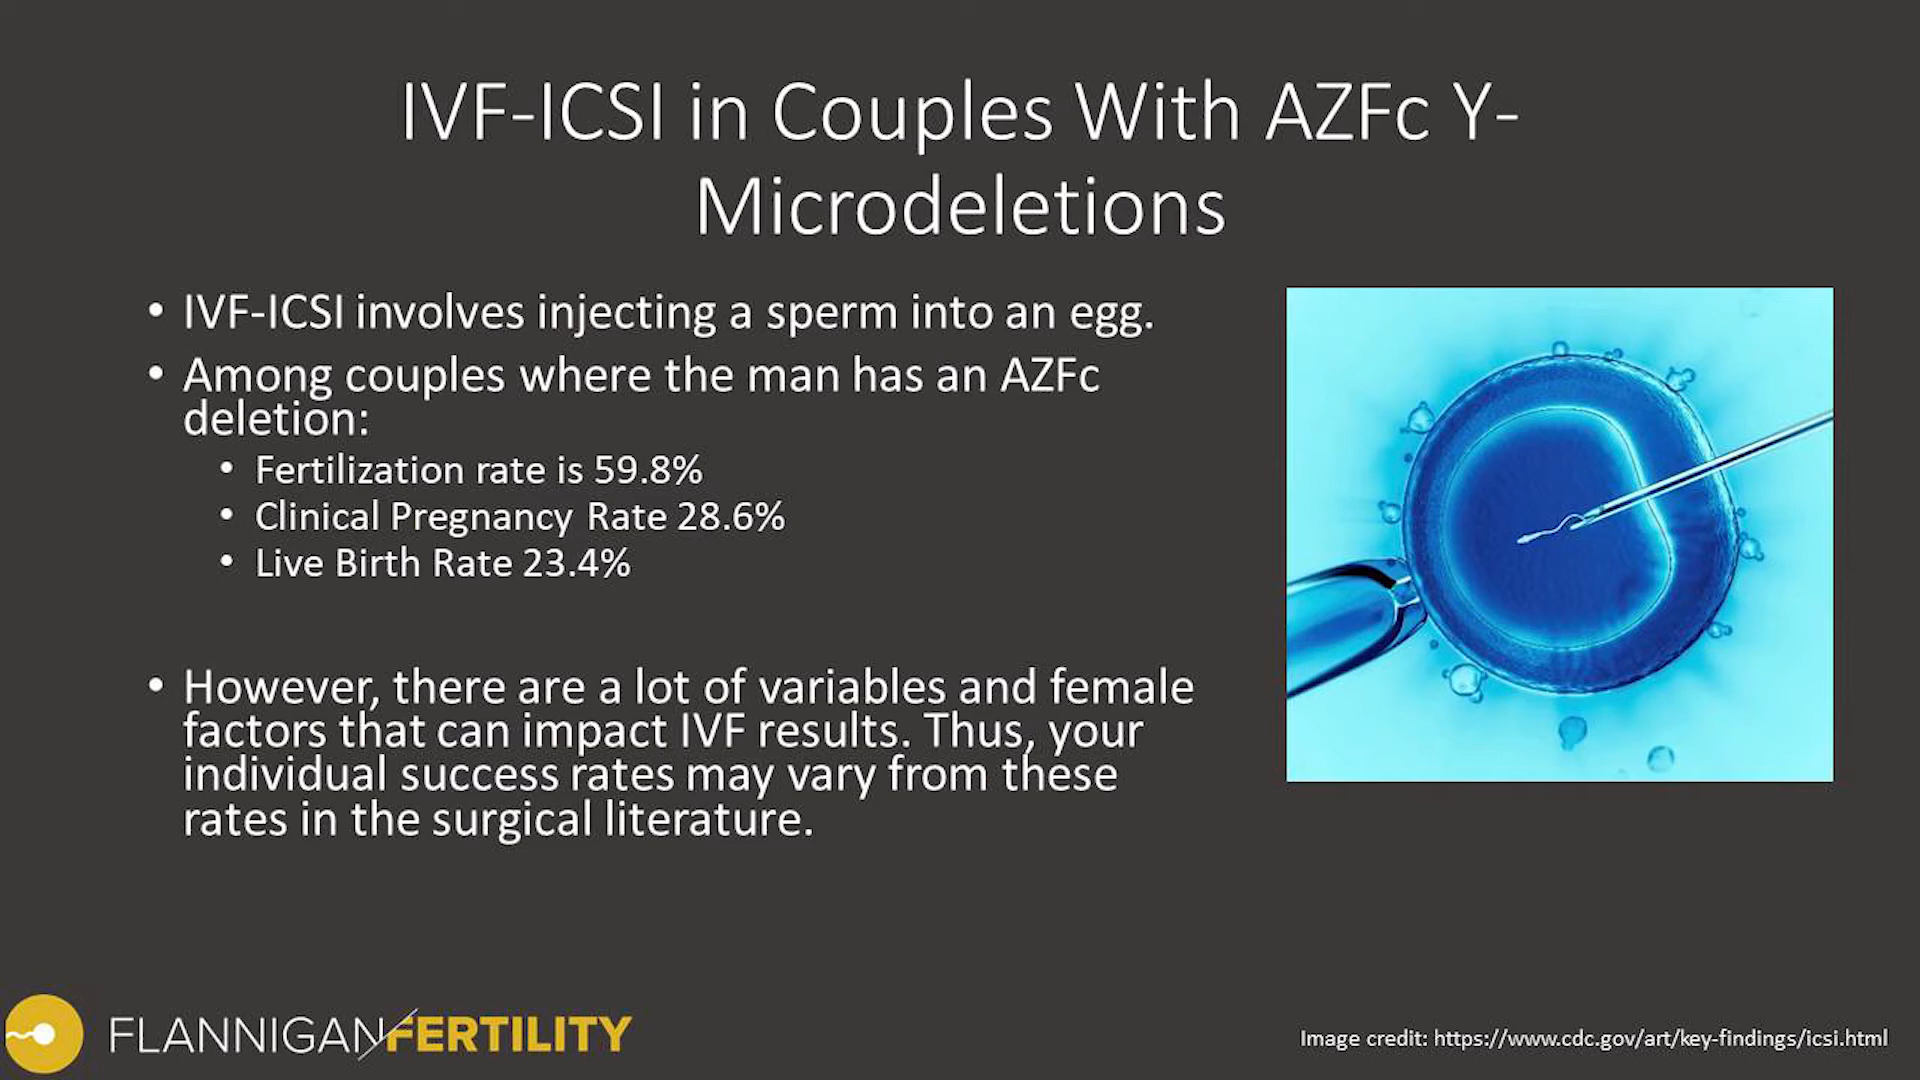 IVF-ICSI in Couples With AZFc Y-
Microdeletions
• IVF-ICSI involves injecting a sperm into an egg.
• Among couples where the man has an AZFc
deletion:
• Fertilization rate is 59.8%
• Clinical Pregnancy Rate 28.6%
• Live Birth Rate 23.4%
• However, there are a lot of variables and female
factors that can impact IVF results. Thus, your
individual success rates may vary from these
rates in the surgical literature.
FLANNIGAN/FERTILITY
Image credit: https://www.cdc.gov/art/key-findings/icsi.html